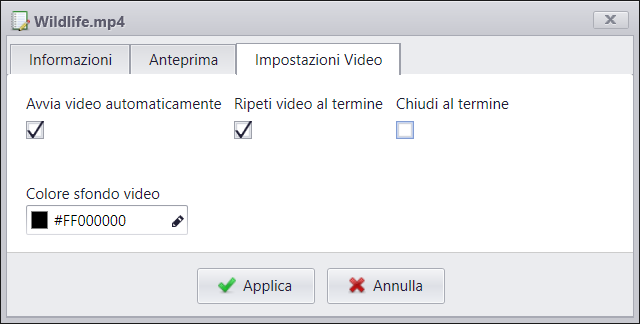 Wildlife.mp4
Informazioni Anteprima Impostazioni Video
Avvia video automaticamente Ripeti video al termine Chiudi al termine
Colore sfondo video
#FF000000
Applica Annulla